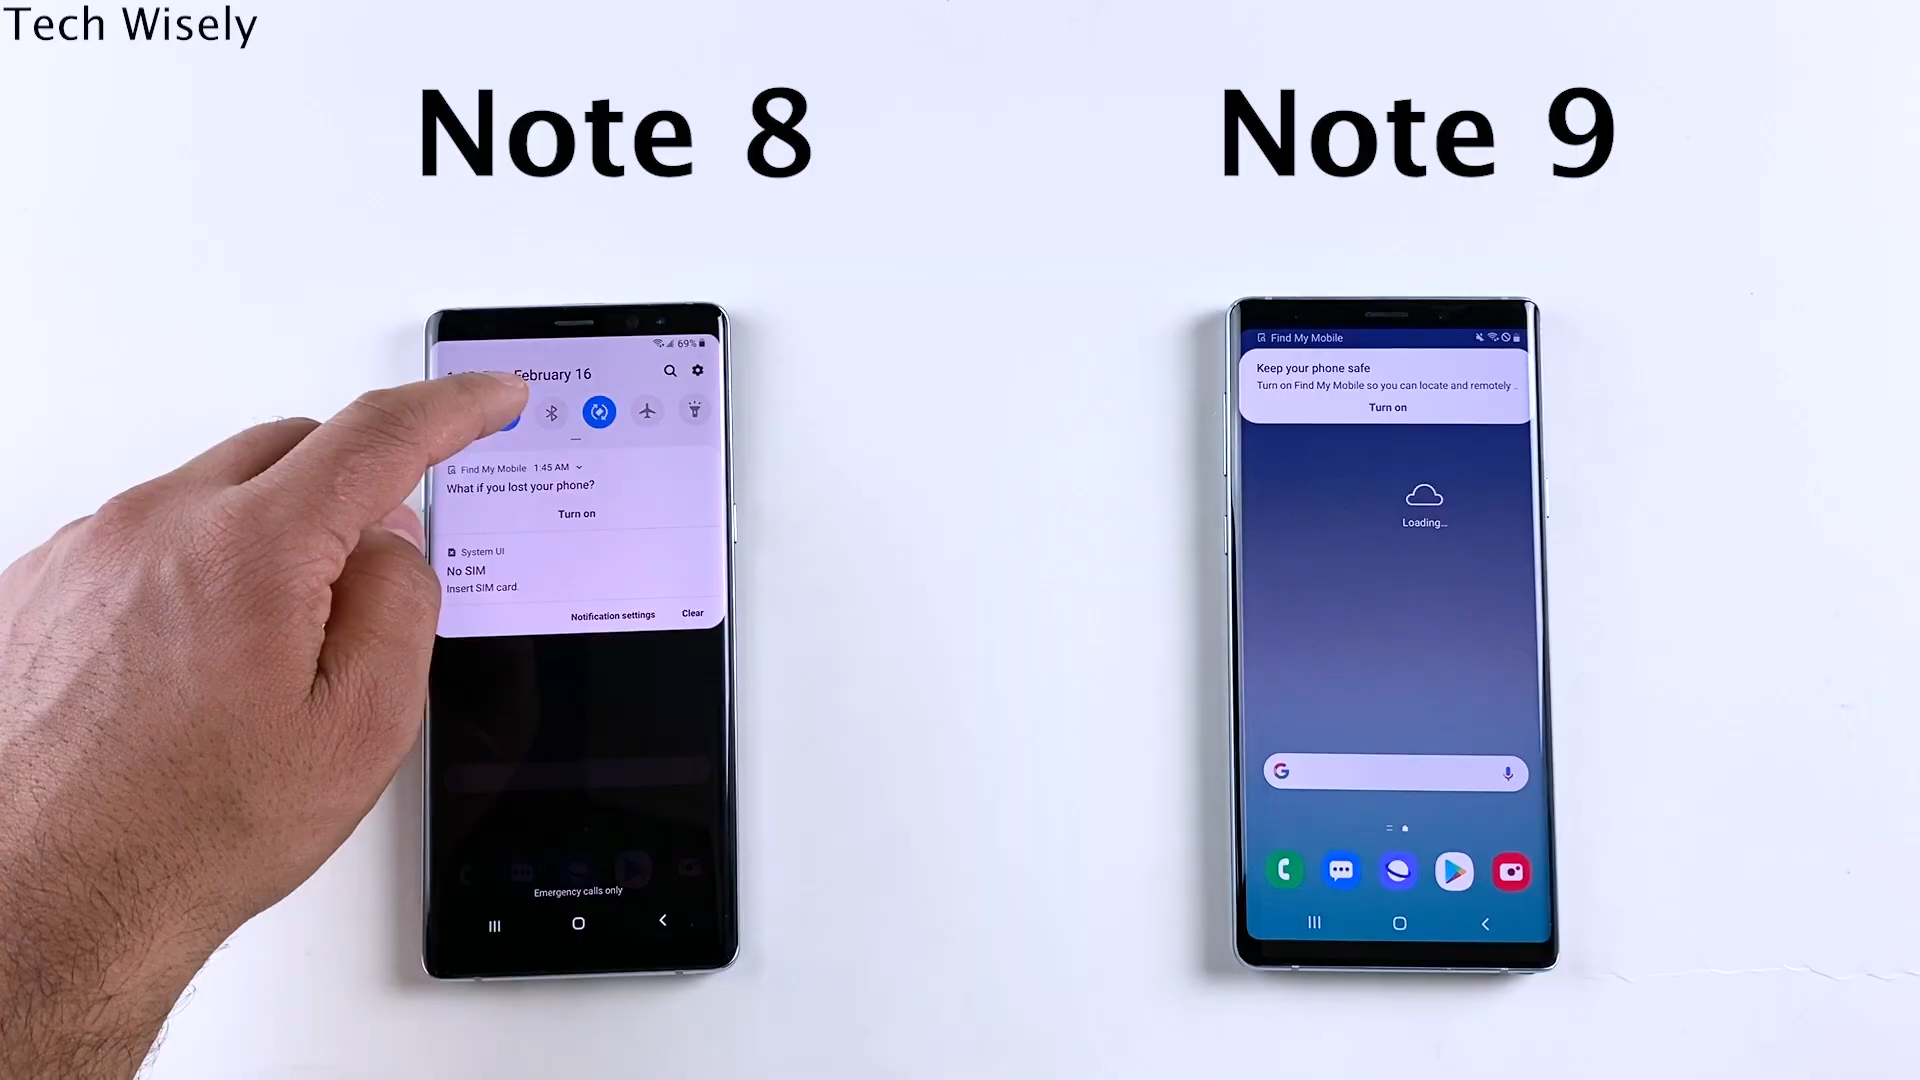 Tech Wisely
Note 8
Note 9
69%
February 16
Find My Mobile 1:45 AM
What if you lost your phone?
Turn on
System UI
No SIM
Insert SIM card.
Notification settings Clear
Emergency calls only
Find My Mobile
Keep your phone safe
Turn on Find My Mobile so you can locate and remotely ..
Turn on
Loading...
G